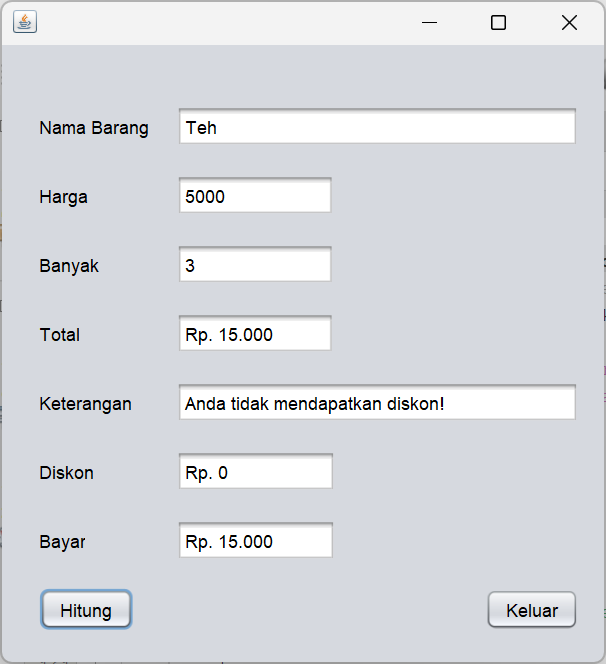 Nama Barang Teh
Harga 5000
Banyak 3
Total Rp. 15.000
Keterangan Anda tidak mendapatkan diskon!
Diskon Rp. 0
Bayar Rp. 15.000
Hitung Keluar